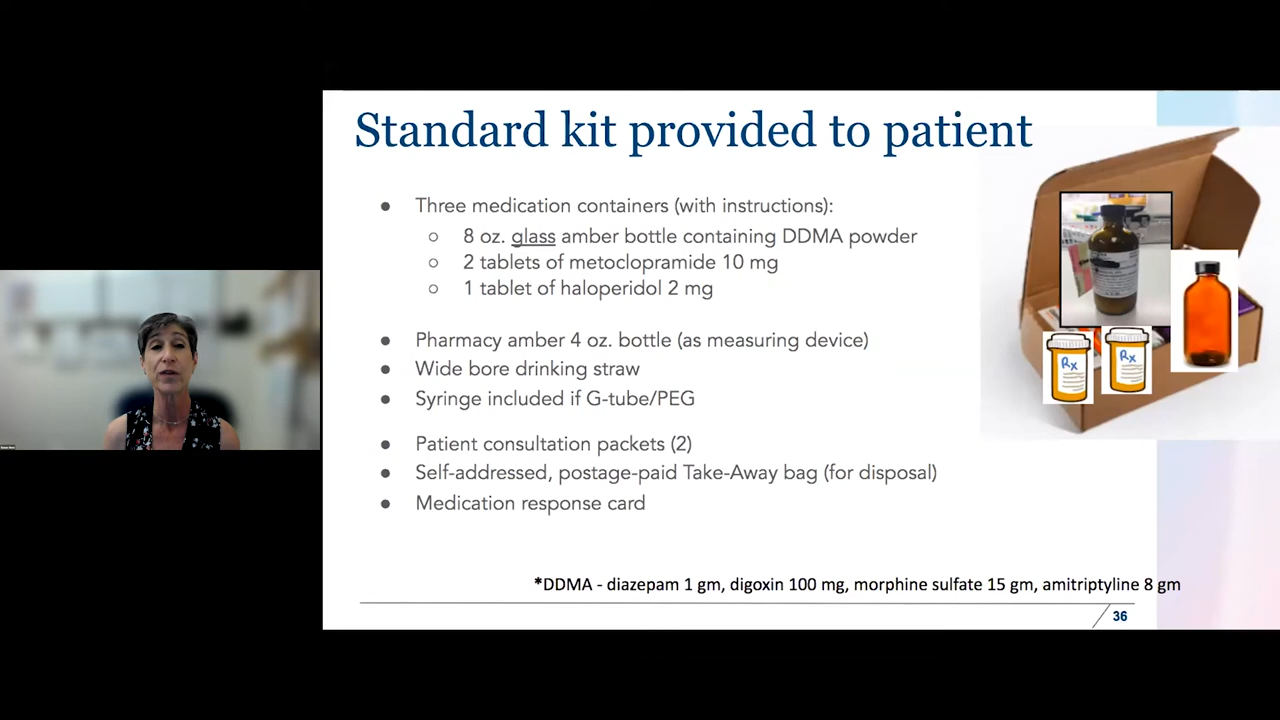 Standard kit provided to patient
● Three medication containers (with instructions):
○ 8 oz. glass amber bottle containing DDMA powder
○ 2 tablets of metoclopramide 10 mg
○ 1 tablet of haloperidol 2 mg
● Pharmacy amber 4 oz. bottle (as measuring device)
● Wide bore drinking straw
● Syringe included if G-tube/PEG
● Patient consultation packets (2)
● Self-addressed, postage-paid Take-Away bag (for disposal)
● Medication response card
Rx
Rx
*DDMA - diazepam 1 gm, digoxin 100 mg, morphine sulfate 15 gm, amitriptyline 8 gm
36